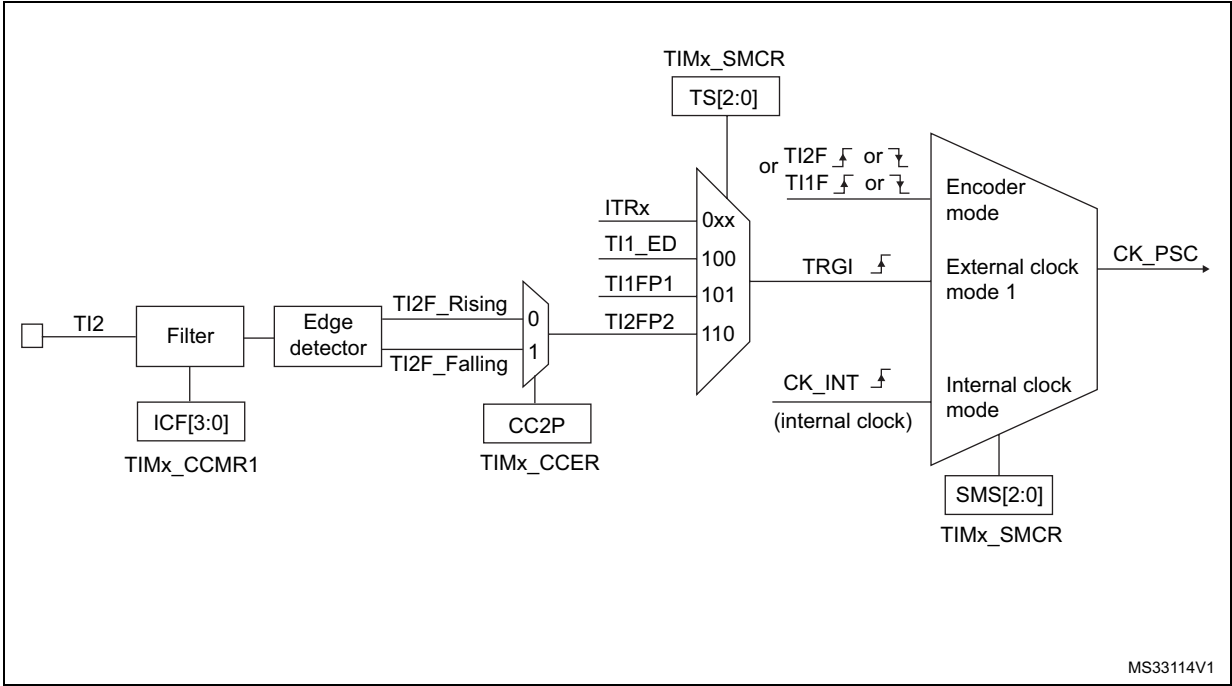 TIMx_SMCR
TS[2:0]
or TI2F or
TI1F or
Encoder
mode
ITRx
0xx
TI1_ED
100
TRGI
External clock
mode 1
CK_PSC
TI1FP1
101
TI2FP2
110
TI2
Filter
Edge
detector
TI2F_Rising
0
TI2F_Falling
1
CK_INT
(internal clock)
Internal clock
mode
ICF[3:0]
TIMx_CCMR1
CC2P
TIMx_CCER
SMS[2:0]
TIMx_SMCR
MS33114V1